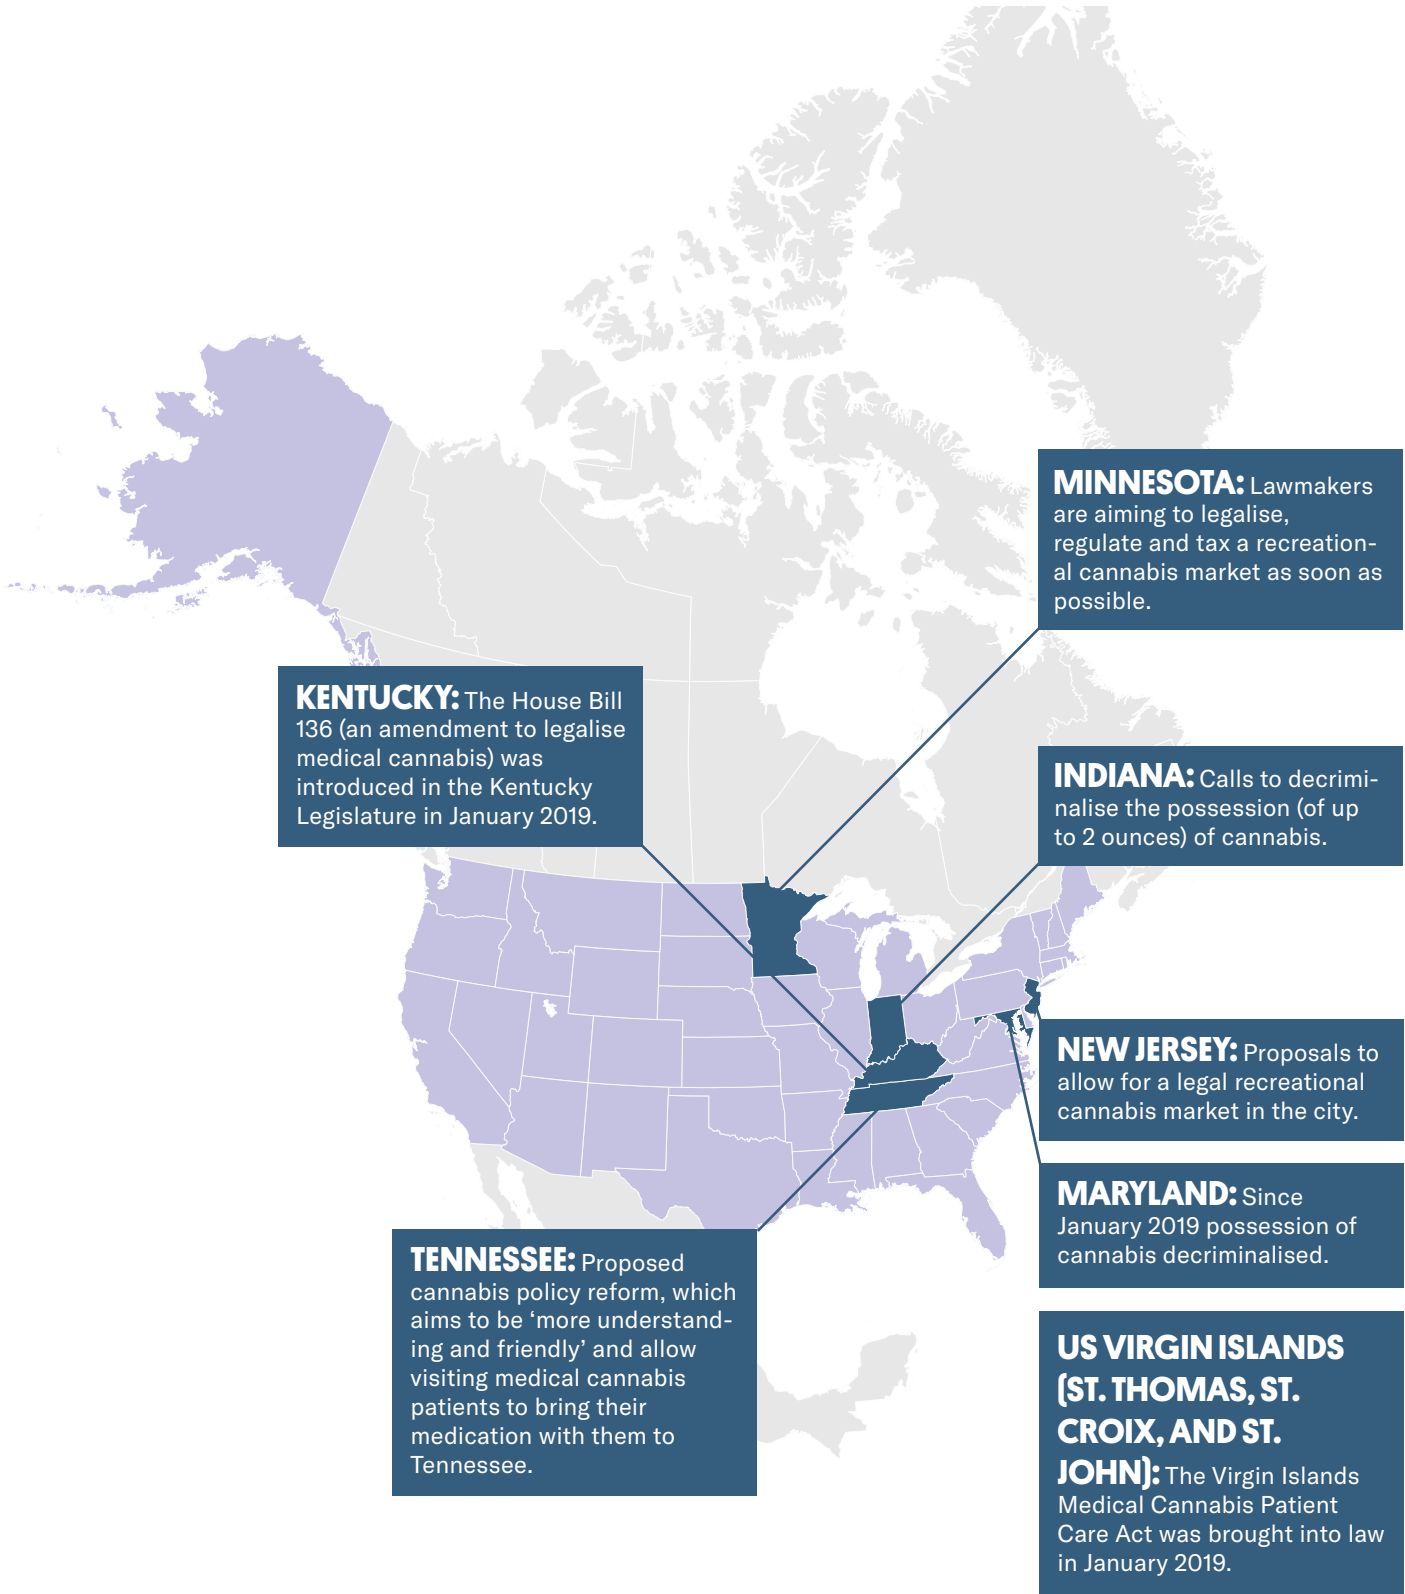 MINNESOTA: Lawmakers
are aiming to legalise,
regulate and tax a recreation-
al cannabis market as soon as
possible.
KENTUCKY: The House Bill
136 (an amendment to legalise
medical cannabis) was
introduced in the Kentucky
Legislature in January 2019.
INDIANA: Calls to decrimi-
nalise the possession (of up
to 2 ounces) of cannabis.
NEW JERSEY: Proposals to
allow for a legal recreational
cannabis market in the city.
MARYLAND: Since
January 2019 possession of
cannabis decriminalised.
TENNESSEE: Proposed
cannabis policy reform, which
aims to be ‘more understand-
ing and friendly’ and allow
visiting medical cannabis
patients to bring their
medication with them to
Tennessee.
US VIRGIN ISLANDS
(ST. THOMAS, ST.
CROIX, AND ST.
JOHN): The Virgin Islands
Medical Cannabis Patient
Care Act was brought into law
in January 2019.